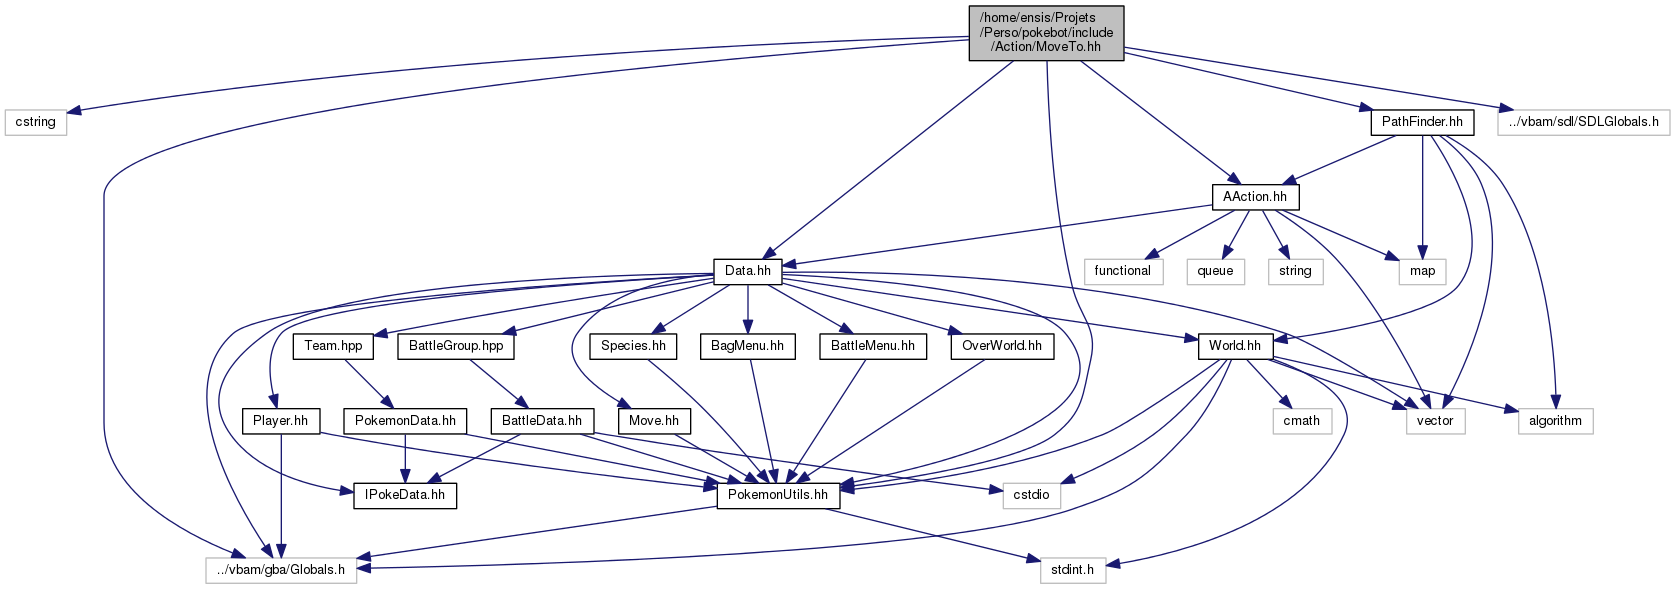 /home/ensis/Projets
/Perso/pokebot/include
/Action/MoveTo.hh
cstring
PathFinder.hh
../vbam/sdl/SDLGlobals.h
AAction.hh
Data.hh
functional
queue
string
map
Team.hpp
BattleGroup.hpp
Species.hh
BagMenu.hh
BattleMenu.hh
OverWorld.hh
World.hh
Player.hh
PokemonData.hh
BattleData.hh
Move.hh
cmath
vector
algorithm
IPokeData.hh
PokemonUtils.hh
cstdio
../vbam/gba/Globals.h
stdint.h